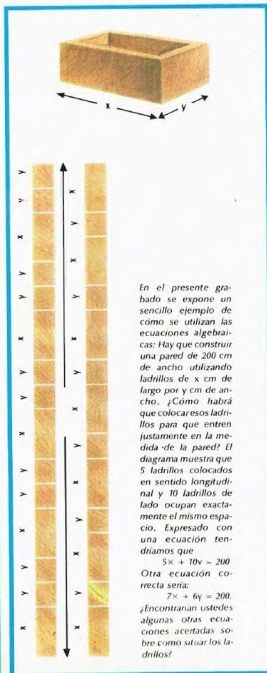 x
y
y
y
x
y
x
y
y
x
y
y
x
y
y
x
y
x
x
y
x
y
x
y
x
x
y
x
y
x
En el presente gra-
bado se expone un
sencillo ejemplo de
cómo se utilizan las
ecuaciones algebrai-
cas: Hay que construir
una pared de 200 cm
de ancho utilizando
ladrillos de x cm de
largo por y cm de an-
cho. ¿Cómo habrá
que colocar esos ladri-
llos para que entren
justamente en la me-
dida de la pared? El
diagrama muestra que
5 ladrillos colocados
en sentido longitudi-
nal y 10 ladrillos de
lado ocupan exacta-
mente el mismo espa-
cio. Expresado con
una ecuación ten-
dríamos que
5x + 10y = 200
Otra ecuación co-
rrecta sería:
7x + 6y = 200.
¿Encontrarían ustedes
algunas otras ecua-
ciones acertadas so-
bre como situar los la-
drillos?